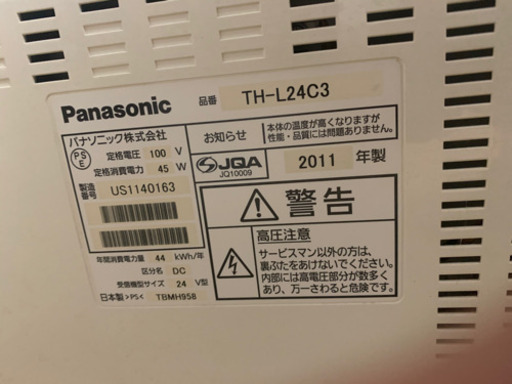 Panasonic
品番 TH-L24C3
パナソニック株式会社
PS
E
定格電圧 100 V
定格消費電力 45 W
お知らせ
本体の温度が高くなりますが
性能・品質には問題ありません。
JQA
JQ10009
2011 年製
製造
番号 US1140163
警告
高圧注意
サービスマン以外の方は、
裏ぶたをあけないでください。
内部には高電圧部分が数多く
あり、万一さわると危険です。
年間消費電力量 44 kWh/年
区分名 DC
受信機型サイズ 24 V型
日本製 >PS< TBMH958